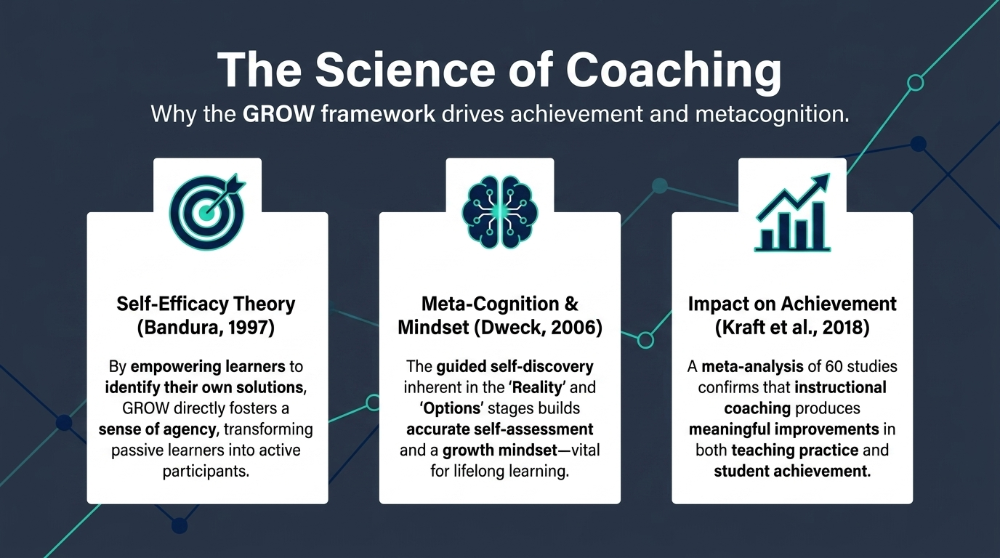 The Science of Coaching
Why the GROW framework drives achievement and metacognition.
Self-Efficacy Theory
(Bandura, 1997)
By empowering learners to
identify their own solutions,
GROW directly fosters a
sense of agency, transforming
passive learners into active
participants.
Meta-Cognition &
Mindset (Dweck, 2006)
The guided self-discovery
inherent in the ‘Reality’ and
‘Options’ stages builds
accurate self-assessment
and a growth mindset—vital
for lifelong learning.
Impact on Achievement
(Kraft et al., 2018)
A meta-analysis of 60 studies
confirms that instructional
coaching produces
meaningful improvements in
both teaching practice and
student achievement.